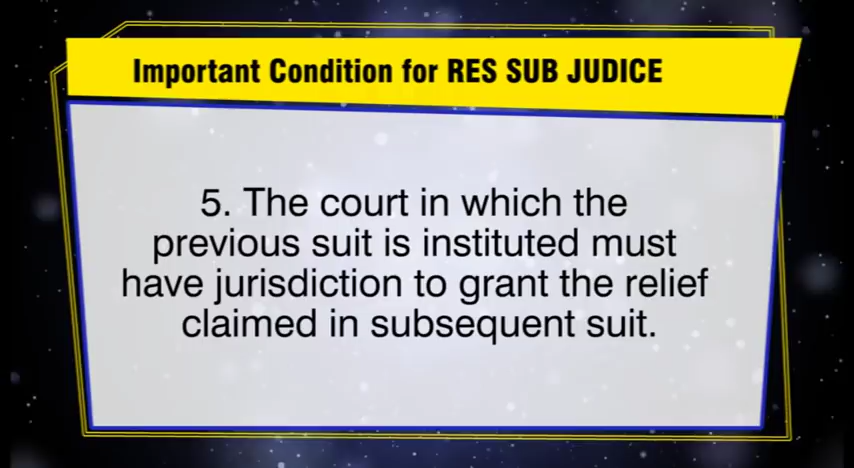 Important Condition for RES SUB JUDICE
5. The court in which the
previous suit is instituted must
have jurisdiction to grant the relief
claimed in subsequent suit.